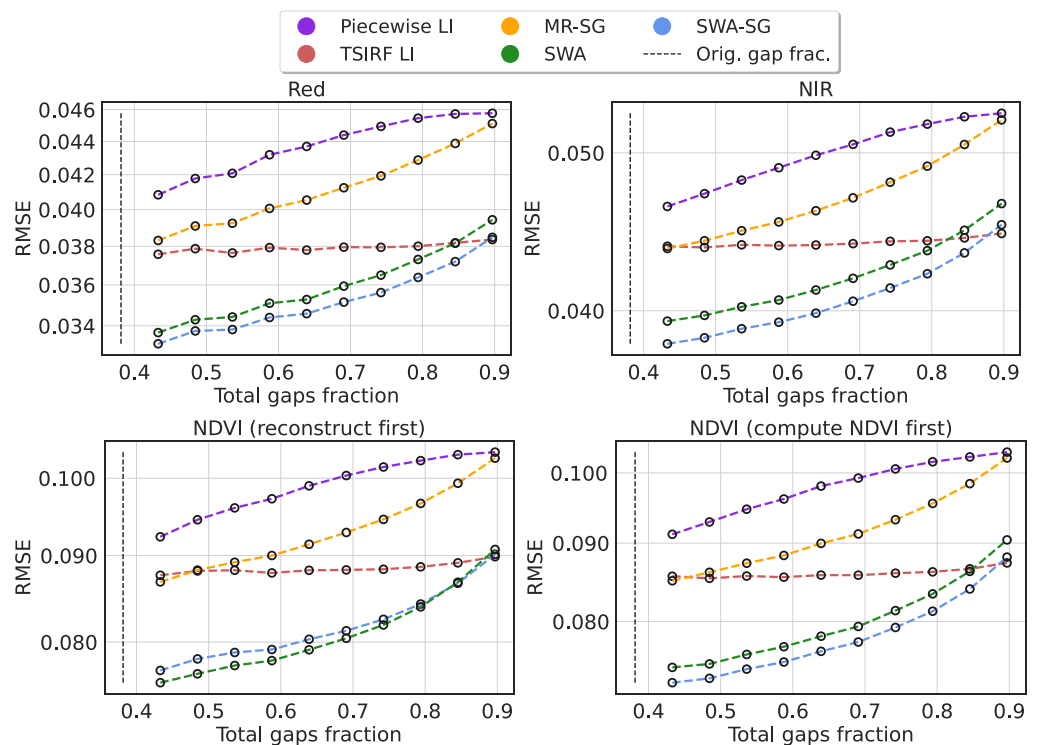 Piecewise LI MR-SG SWA-SG
TSIRF LI SWA Orig. gap frac.
Red
0.046
0.044
0.042
0.040
0.038
0.036
0.034
RMSE
0.4 0.5 0.6 0.7 0.8 0.9
Total gaps fraction
NIR
0.050
0.040
RMSE
0.4 0.5 0.6 0.7 0.8 0.9
Total gaps fraction
NDVI (reconstruct first)
0.100
0.090
0.080
RMSE
0.4 0.5 0.6 0.7 0.8 0.9
Total gaps fraction
NDVI (compute NDVI first)
0.100
0.090
0.080
RMSE
0.4 0.5 0.6 0.7 0.8 0.9
Total gaps fraction